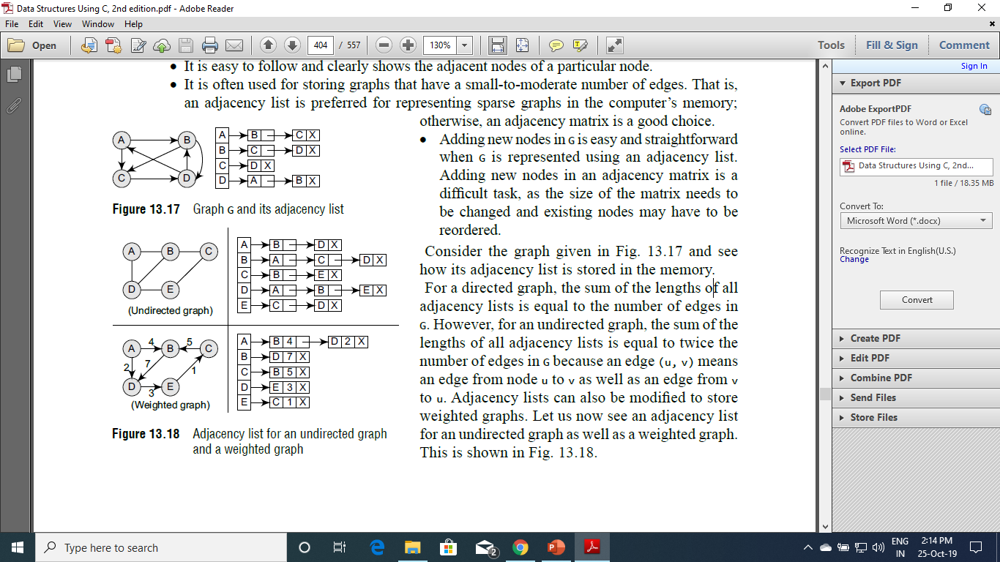 Data Structures Using C, 2nd edition.pdf - Adobe Reader
File Edit View Window Help
Open 404 / 557 130% Tools Fill & Sign Comment
Sign In
Export PDF
Adobe ExportPDF
Convert PDF files to Word or Excel
online.
Select PDF File:
Data Structures Using C, 2nd...
1 file / 18.35 MB
Convert To:
Microsoft Word (*.docx)
Recognize Text in English(U.S.)
Change
Convert
Create PDF
Edit PDF
Combine PDF
Send Files
Store Files
• It is easy to follow and clearly shows the adjacent nodes of a particular node.
• It is often used for storing graphs that have a small-to-moderate number of edges. That is,
an adjacency list is preferred for representing sparse graphs in the computer's memory;
otherwise, an adjacency matrix is a good choice.
• Adding new nodes in G is easy and straightforward
when G is represented using an adjacency list.
Adding new nodes in an adjacency matrix is a
difficult task, as the size of the matrix needs to
be changed and existing nodes may have to be
reordered.
Consider the graph given in Fig. 13.17 and see
how its adjacency list is stored in the memory.
For a directed graph, the sum of the lengths of all
adjacency lists is equal to the number of edges in
G. However, for an undirected graph, the sum of the
lengths of all adjacency lists is equal to twice the
number of edges in G because an edge (u, v) means
an edge from node u to v as well as an edge from v
to u. Adjacency lists can also be modified to store
weighted graphs. Let us now see an adjacency list
for an undirected graph as well as a weighted graph.
This is shown in Fig. 13.18.
A B
C D
A B C X
B C D X
C D X
D A B X
Figure 13.17 Graph G and its adjacency list
A B C
D E
(Undirected graph)
A B D X
B A C D X
C B E X
D A B E X
E C D X
A 4 B 5 C
2 7 1
D 3 E
(Weighted graph)
A B 4 D 2 X
B D 7 X
C B 5 X
D E 3 X
E C 1 X
Figure 13.18 Adjacency list for an undirected graph
and a weighted graph
Type here to search
2
ENG
IN
2:14 PM
25-Oct-19